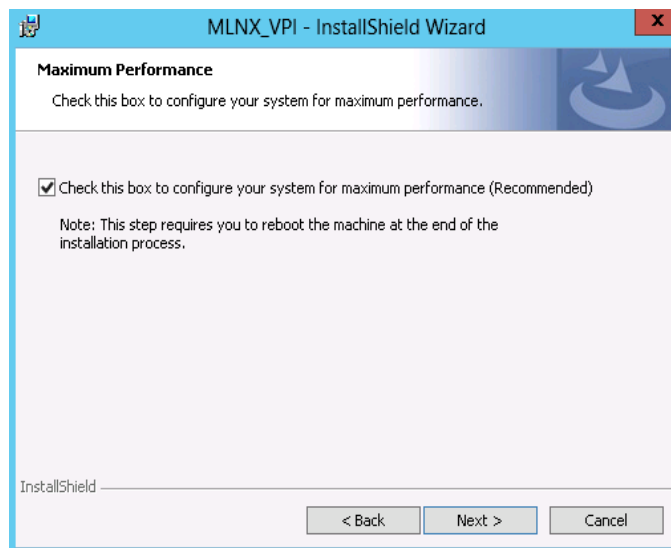 MLNX_VPI - InstallShield Wizard
x
Maximum Performance
Check this box to configure your system for maximum performance.
Check this box to configure your system for maximum performance (Recommended)
Note: This step requires you to reboot the machine at the end of the
installation process.
InstallShield
< Back Next > Cancel